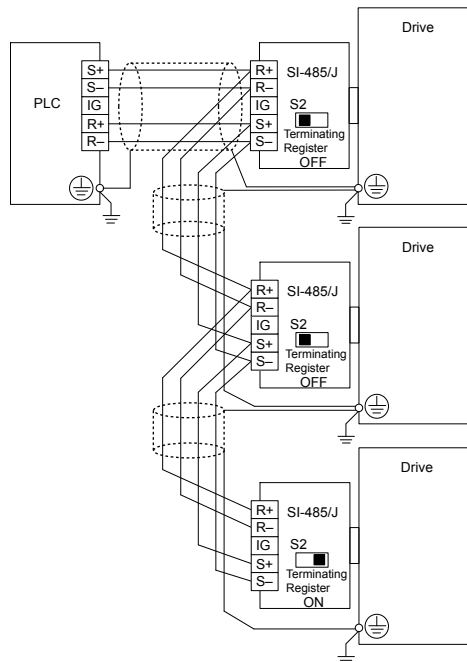 Drive
PLC
S+
S–
IG
R+
R–
R+
R–
IG
S+
S–
SI-485/J
S2
Terminating
Register
OFF
Drive
R+
R–
IG
S+
S–
SI-485/J
S2
Terminating
Register
OFF
Drive
R+
R–
IG
S+
S–
SI-485/J
S2
Terminating
Register
ON